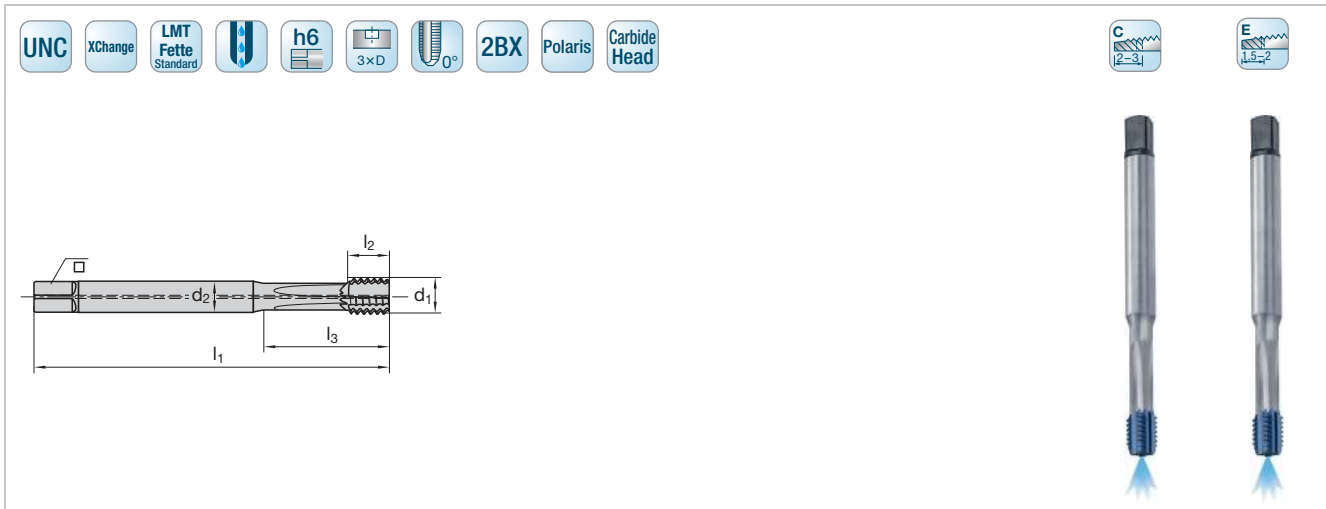 UNC
XChange
LMT
Fette
Standard
h6
3×D
0°
2BX
Polaris
Carbide
Head
C
2–3
E
1,5–2
l2
d2
d1
l3
l1